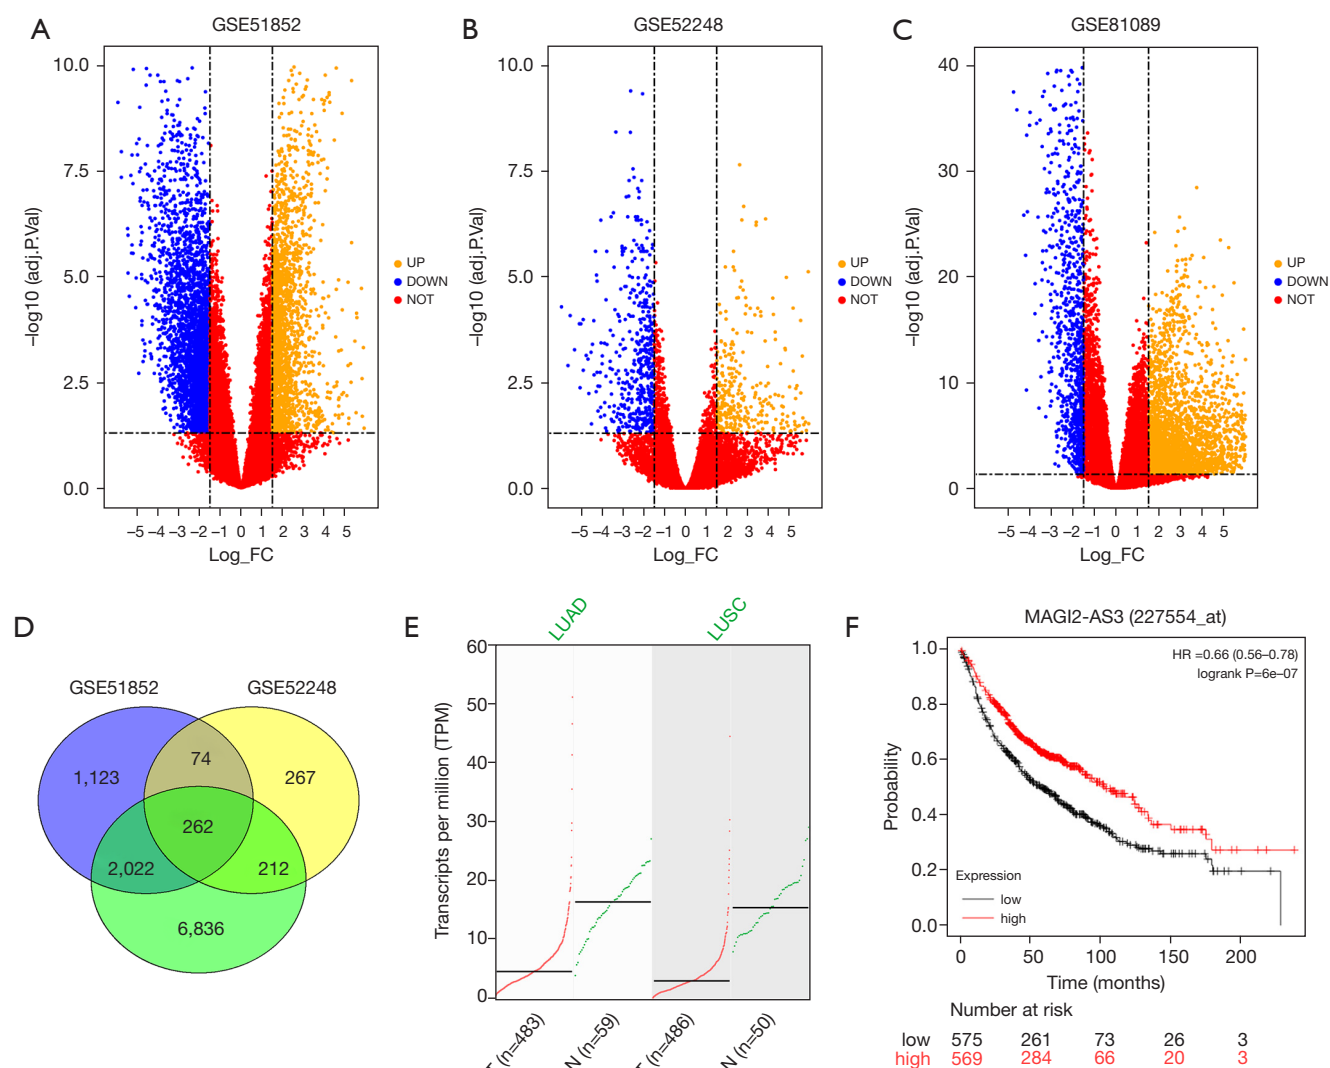 A
GSE51852
10.0
7.5
5.0
2.5
0.0
−log10 (adj.P.Val)
−5 −4 −3 −2 −1 0 1 2 3 4 5
Log_FC
UP
DOWN
NOT
B
GSE52248
10.0
7.5
5.0
2.5
0.0
−log10 (adj.P.Val)
−5 −4 −3 −2 −1 0 1 2 3 4 5
Log_FC
UP
DOWN
NOT
C
GSE81089
40
30
20
10
0
−log10 (adj.P.Val)
−5 −4 −3 −2 −1 0 1 2 3 4 5
Log_FC
UP
DOWN
NOT
D
GSE51852
GSE52248
74
1,123
267
262
2,022
212
6,836
E
LUAD
LUSC
60
50
40
30
20
10
0
Transcripts per million (TPM)
T (n=483)
N (n=59)
T (n=486)
N (n=50)
F
MAGI2-AS3 (227554_at)
HR =0.66 (0.56–0.78)
logrank P=6e–07
1.0
0.8
0.6
0.4
0.2
0.0
Probability
Expression
low
high
0 50 100 150 200
Time (months)
Number at risk
low 575 261 73 26 3
high 569 284 66 20 3